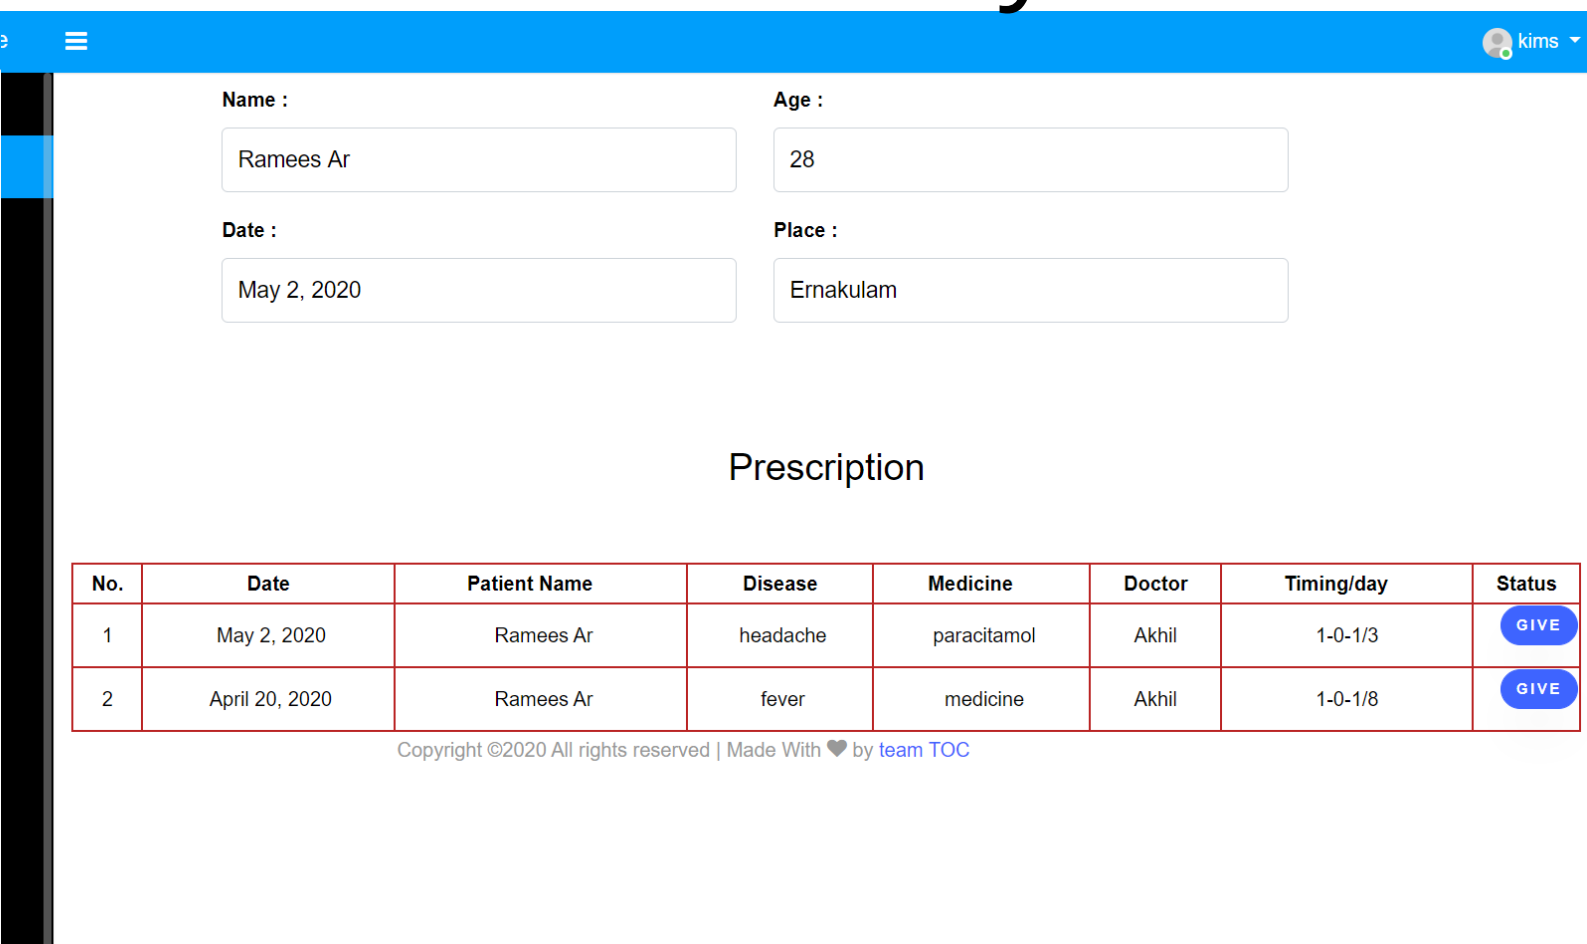 e kims
Name : Age :
Ramees Ar 28
Date : Place :
May 2, 2020 Ernakulam
Prescription
No. Date Patient Name Disease Medicine Doctor Timing/day Status
1 May 2, 2020 Ramees Ar headache paracitamol Akhil 1-0-1/3 GIVE
2 April 20, 2020 Ramees Ar fever medicine Akhil 1-0-1/8 GIVE
Copyright ©2020 All rights reserved | Made With ♥ by team TOC